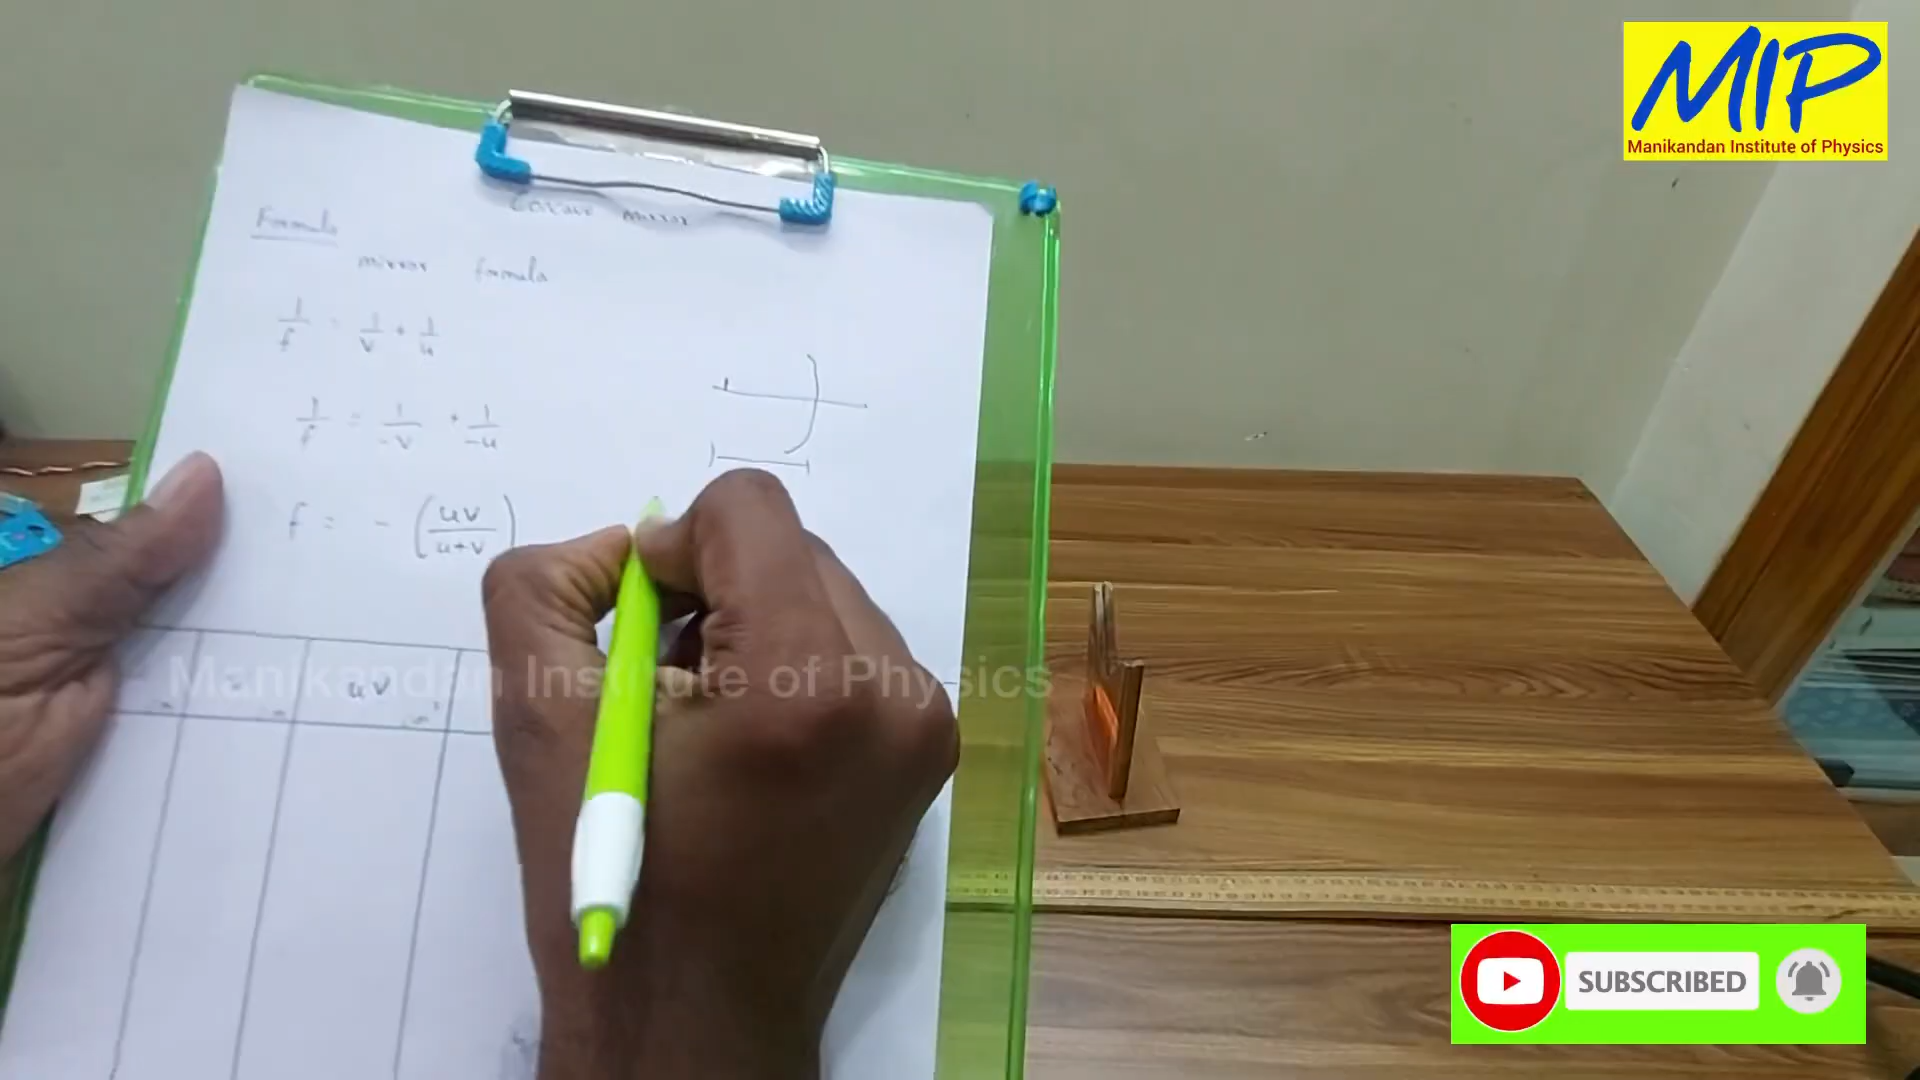 MIP
Manikandan Institute of Physics
mirror
Formula
mirror formula
1/f = 1/v + 1/u
1/f = 1/-v + 1/-u
f = - (uv/u+v)
Manikandan Institute of Physics
uv
SUBSCRIBED